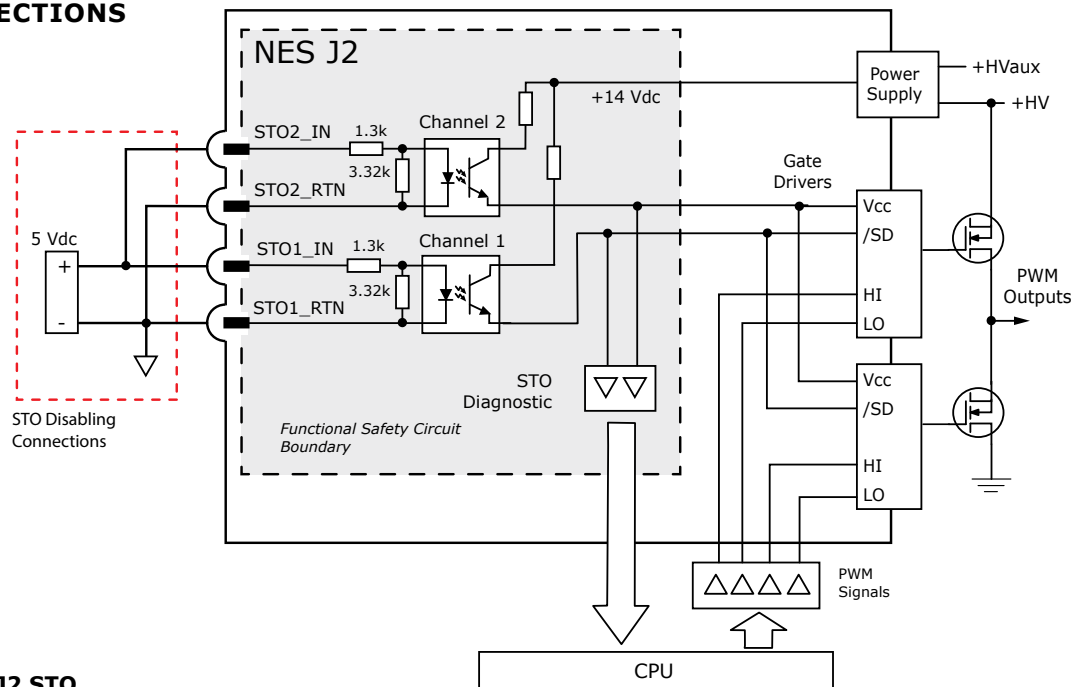 ECTIONS
NES J2
+14 Vdc
Power
Supply
+HVaux
+HV
STO2_IN
1.3k
Channel 2
3.32k
STO2_RTN
Gate
Drivers
Vcc
/SD
HI
LO
5 Vdc
+
-
STO1_IN
1.3k
Channel 1
3.32k
STO1_RTN
PWM
Outputs
STO
Diagnostic
Vcc
/SD
HI
LO
STO Disabling
Connections
Functional Safety Circuit
Boundary
PWM
Signals
CPU
J2 STO